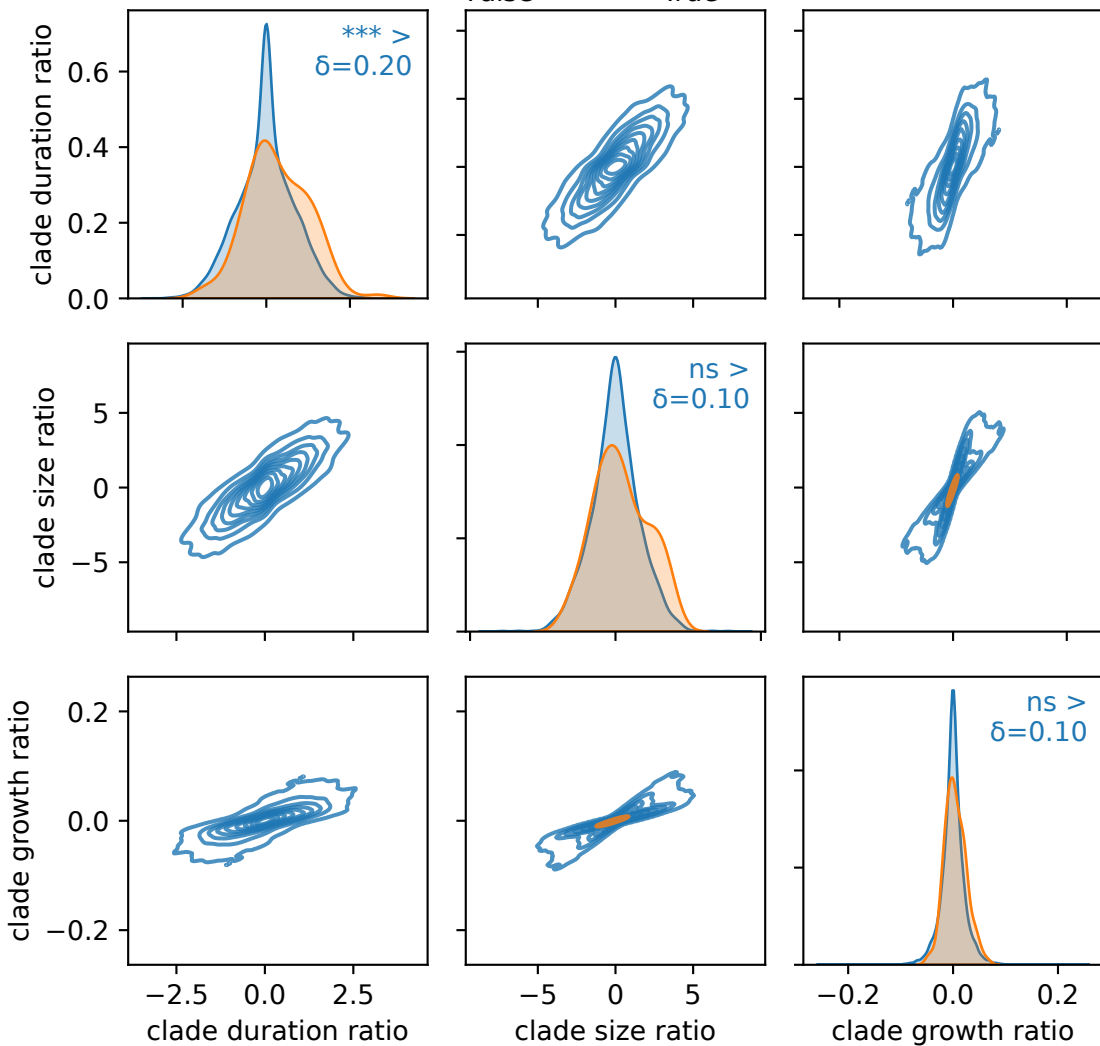 clade duration ratio
0.6
0.4
0.2
0.0
*** >
δ=0.20
clade size ratio
5
0
−5
ns >
δ=0.10
clade growth ratio
0.2
0.0
−0.2
ns >
δ=0.10
−2.5 0.0 2.5
−5 0 5
−0.2 0.0 0.2
clade duration ratio
clade size ratio
clade growth ratio